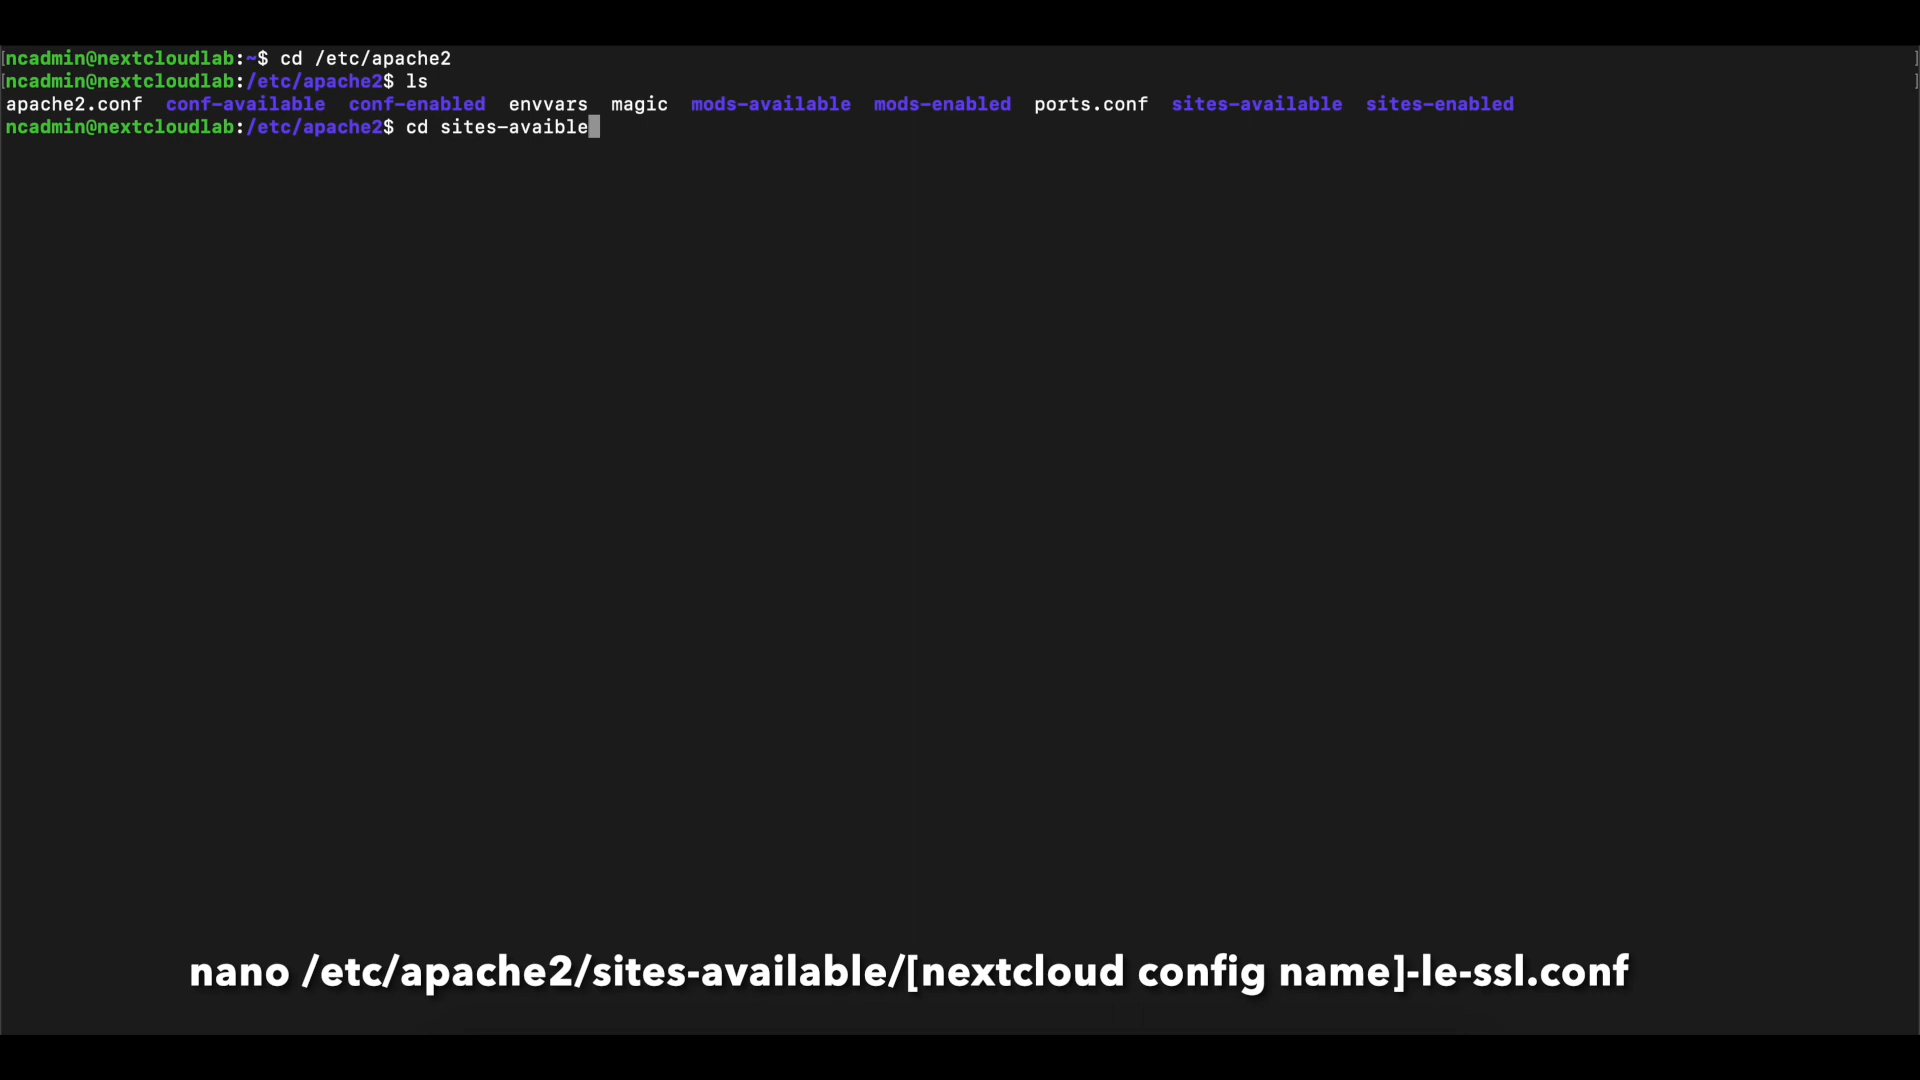 [ncadmin@nextcloudlab:~$ cd /etc/apache2 ]
[ncadmin@nextcloudlab:/etc/apache2$ ls ]
apache2.conf conf-available conf-enabled envvars magic mods-available mods-enabled ports.conf sites-available sites-enabled
ncadmin@nextcloudlab:/etc/apache2$ cd sites-avaible
nano /etc/apache2/sites-available/[nextcloud config name]-le-ssl.conf